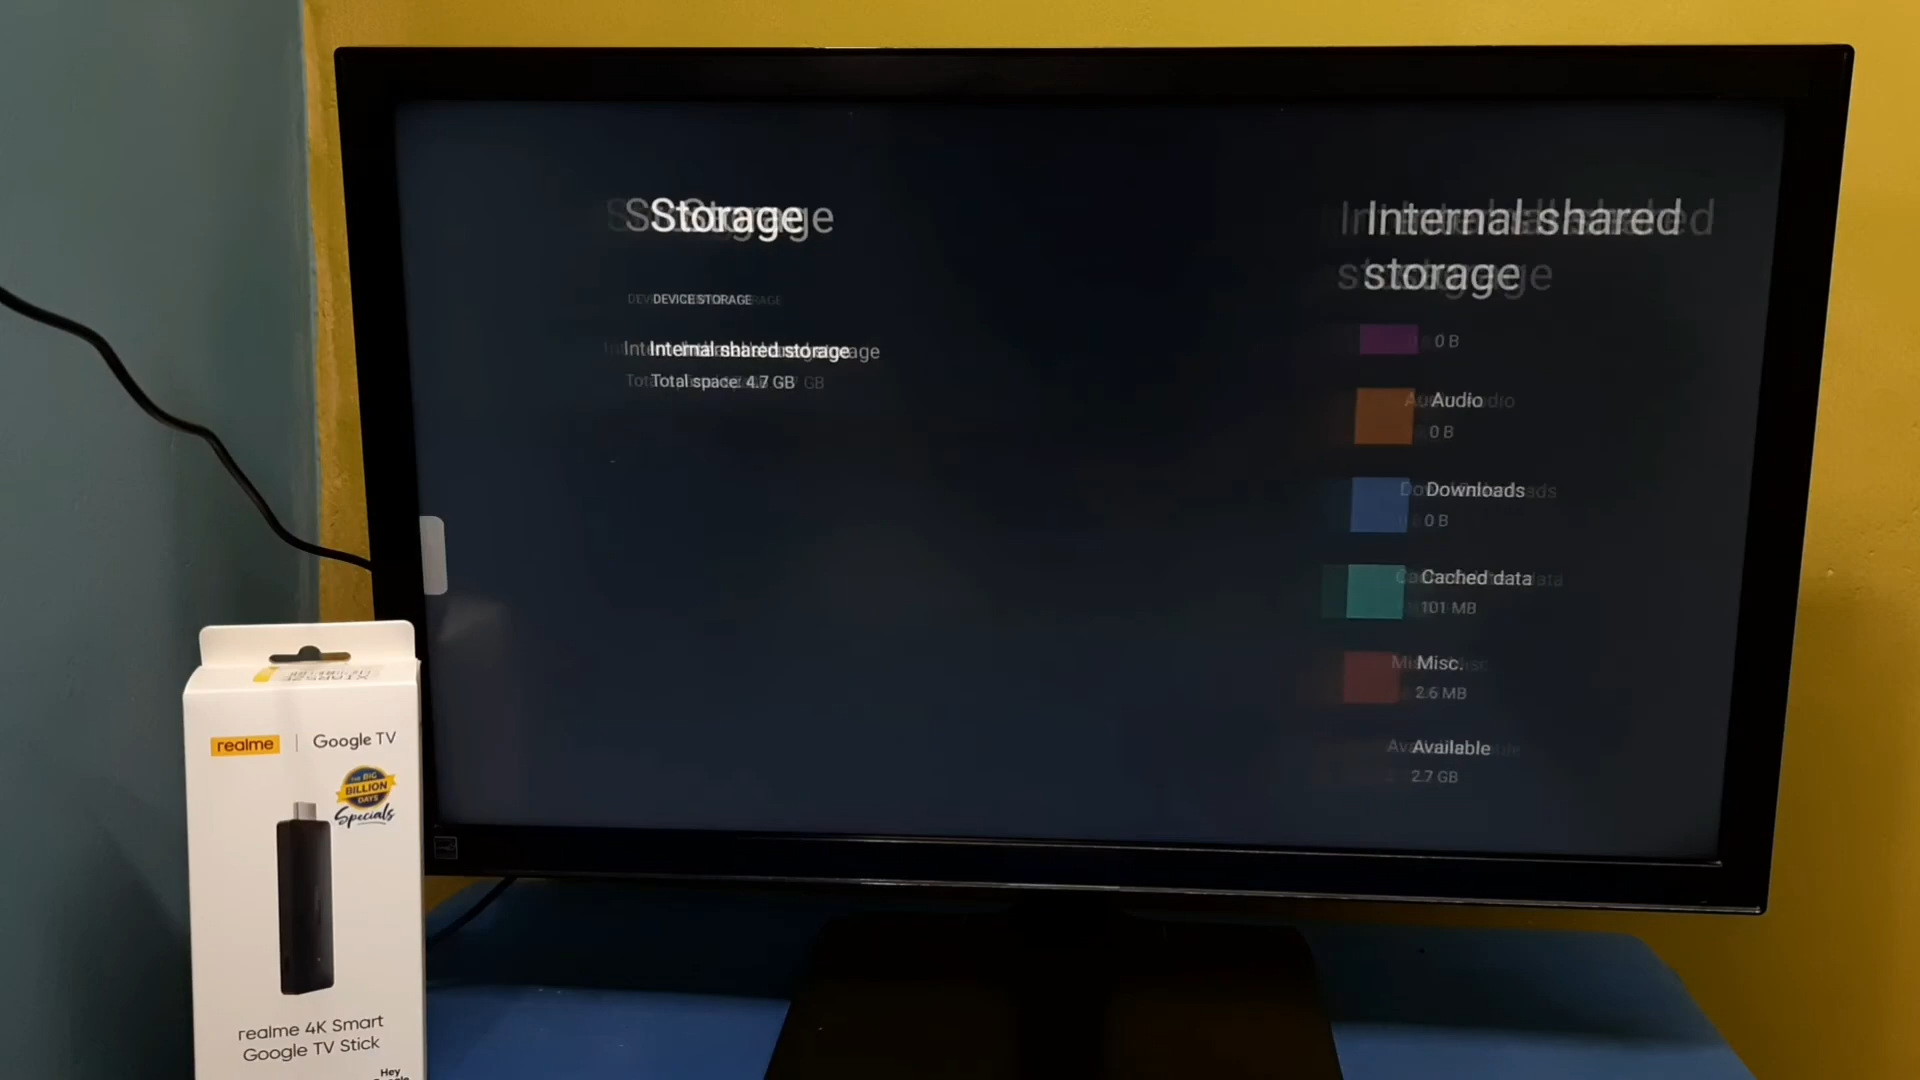 Storage
DEVICE STORAGE
Internal shared storage
Total space: 4.7 GB
Internal shared
storage
0 B
Audio
0 B
Downloads
0 B
Cached data
101 MB
Misc.
2.6 MB
Available
2.7 GB
realme | Google TV
THE BIG
BILLION
DAYS
Specials
realme 4K Smart
Google TV Stick
Hey